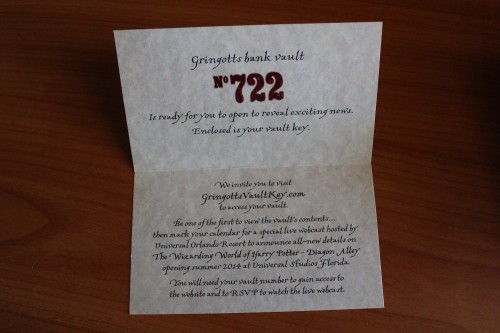 Gringotts bank vault
Nº722
Is ready for you to open to reveal exciting news.
Enclosed is your vault key.
We invite you to visit
GringottsVaultKey.com
to access your vault.
Be one of the first to view the vault's contents...
then mark your calendar for a special live webcast hosted by
Universal Orlando Resort to announce all-new details on
The Wizarding World of Harry Potter – Diagon Alley
opening summer 2014 at Universal Studios Florida.
You will need your vault number to gain access to
the website and to RSVP to watch the live webcast.